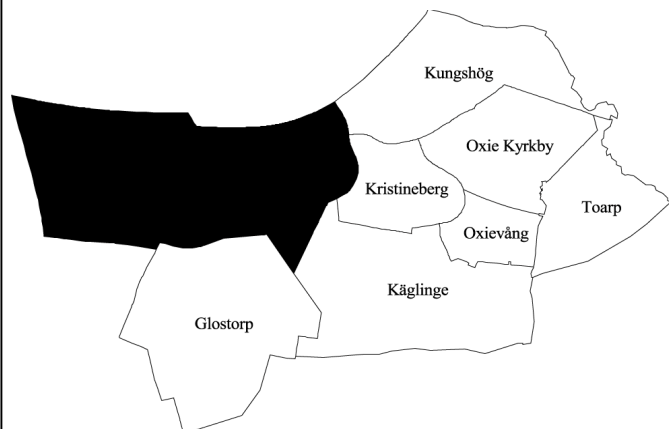 Kungshög
Oxie Kyrkby
Kristineberg
Toarp
Oxievång
Käglinge
Glostorp